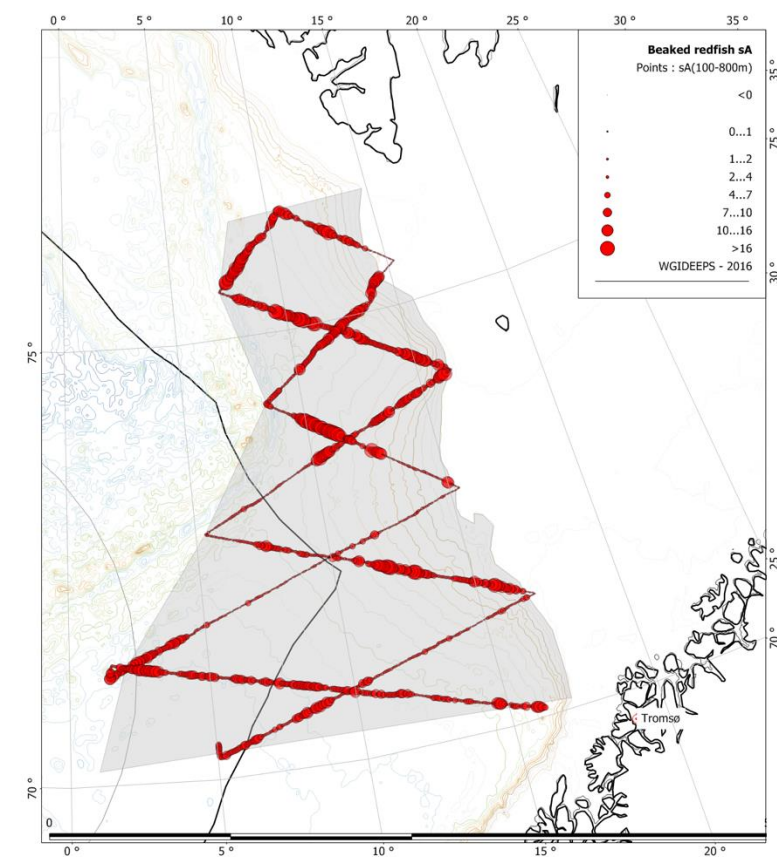 0 ° 5 ° 10 ° 15 ° 20 ° 25 ° 30 ° 35 °
Beaked redfish sA
Points : sA(100-800m)
<0
0...1
1...2
2...4
4...7
7...10
10...16
>16
WGIDEEPS - 2016
35 °
75 °
30 °
75 °
25 °
70 °
Tromsø
70 °
0
0 ° 5 ° 10 ° 15 ° 20 °